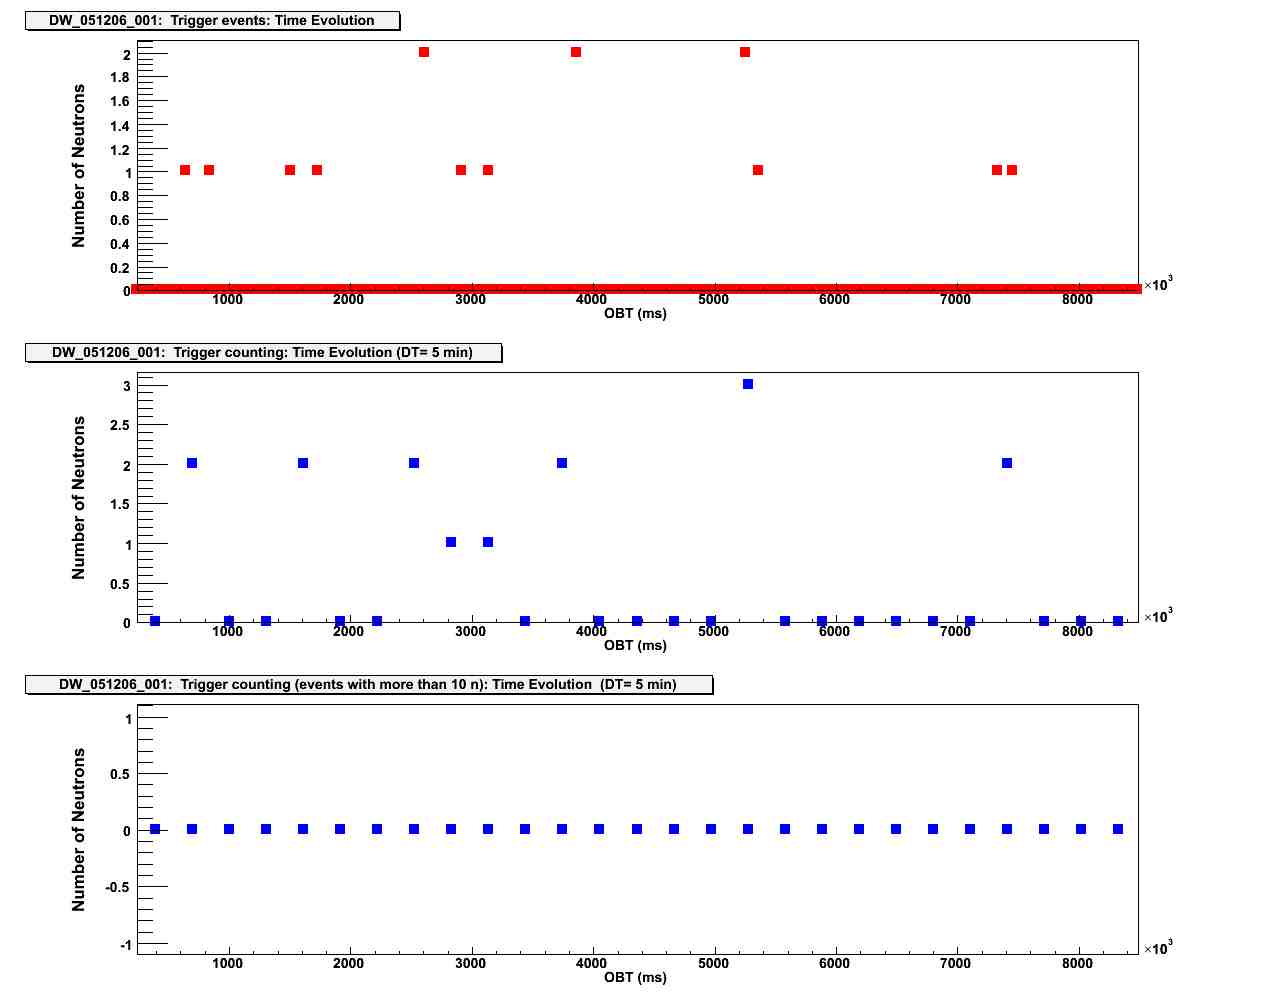 DW_051206_001: Trigger events: Time Evolution
Number of Neutrons
2
1.8
1.6
1.4
1.2
1
0.8
0.6
0.4
0.2
0
1000 2000 3000 4000 5000 6000 7000 8000
×10³
OBT (ms)
DW_051206_001: Trigger counting: Time Evolution (DT= 5 min)
Number of Neutrons
3
2.5
2
1.5
1
0.5
0
1000 2000 3000 4000 5000 6000 7000 8000
×10³
OBT (ms)
DW_051206_001: Trigger counting (events with more than 10 n): Time Evolution (DT= 5 min)
Number of Neutrons
1
0.5
0
-0.5
-1
1000 2000 3000 4000 5000 6000 7000 8000
×10³
OBT (ms)